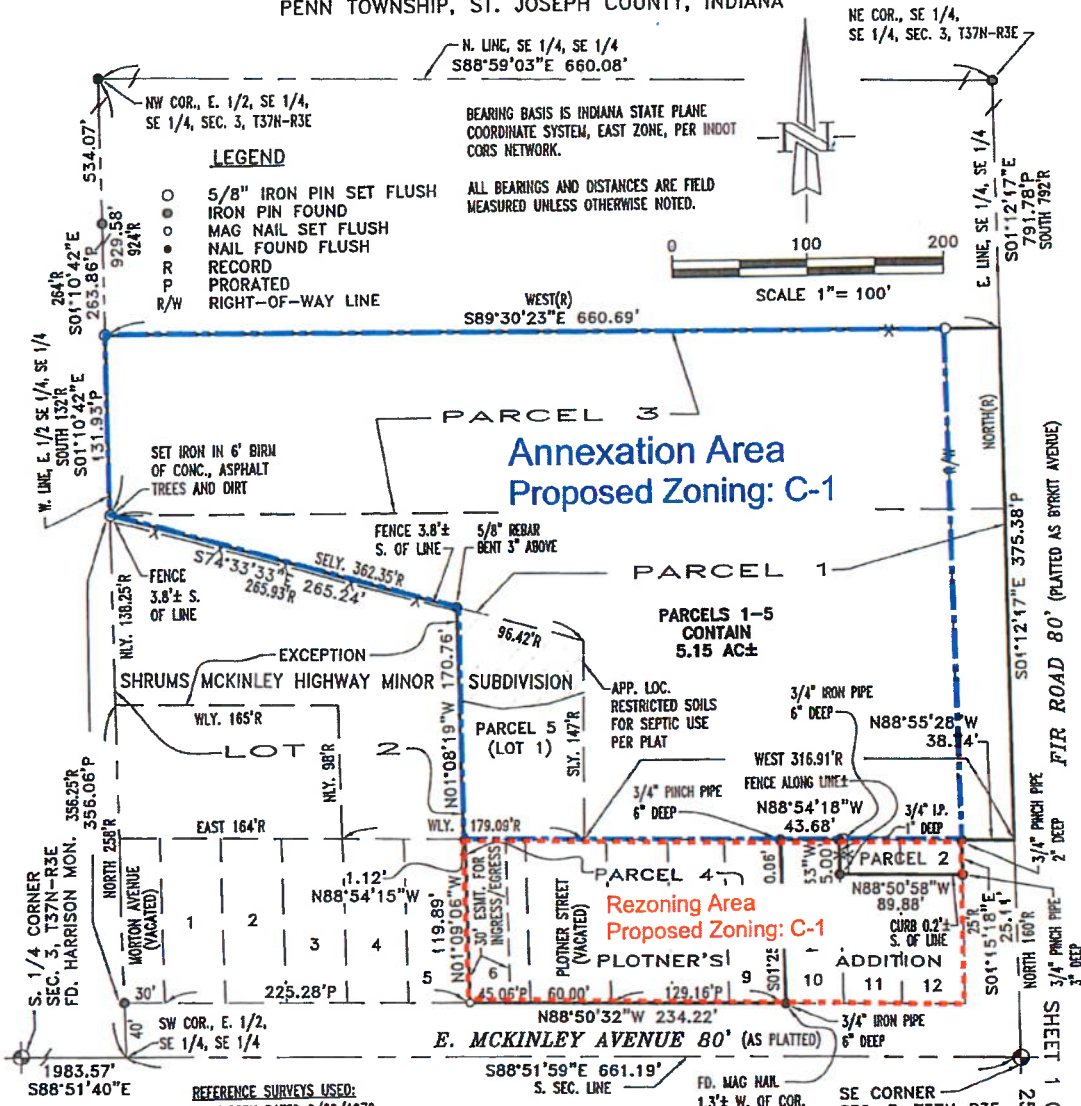 PENN TOWNSHIP, ST. JOSEPH COUNTY, INDIANA
NE COR., SE 1/4,
SE 1/4, SEC. 3, T37N-R3E
N. LINE, SE 1/4, SE 1/4
S88°59'03"E 660.08'
NW COR., E. 1/2, SE 1/4,
SE 1/4, SEC. 3, T37N-R3E
BEARING BASIS IS INDIANA STATE PLANE
COORDINATE SYSTEM, EAST ZONE, PER INDOT
CORS NETWORK.
ALL BEARINGS AND DISTANCES ARE FIELD
MEASURED UNLESS OTHERWISE NOTED.
N
LEGEND
5/8" IRON PIN SET FLUSH
IRON PIN FOUND
MAG NAIL SET FLUSH
NAIL FOUND FLUSH
R RECORD
P PRORATED
R/W RIGHT-OF-WAY LINE
0 100 200
SCALE 1"= 100'
534.07'
929.58'
924'R
264'R
S01°10'42"E
263.86'R
E. LINE, SE 1/4, SE 1/4
S01°12'17"E
791.78'P
SOUTH 792'R
WEST(R)
S89°30'23"E 660.69'
W. LINE, E. 1/2 SE 1/4, SE 1/4
SOUTH 132'R
S01°10'42"E
131.93'P
PARCEL 3
Annexation Area
Proposed Zoning: C-1
NORTH(R)
R/W
SET IRON IN 6' BIRM
OF CONC., ASPHALT
TREES AND DIRT
FENCE 3.8'±
S. OF LINE
5/8" REBAR
BENT 3" ABOVE
SELY. 362.35'R
S74°33'33"E 265.24'
265.93'R
FENCE
3.8'± S.
OF LINE
NLY. 138.25'R
PARCEL 1
PARCELS 1-5
CONTAIN
5.15 AC±
96.42'R
S01°12'17"E 375.38'P
FIR ROAD 80' (PLATTED AS BYRKIT AVENUE)
EXCEPTION
SHRUMS MCKINLEY HIGHWAY MINOR SUBDIVISION
WLY. 165'R
LOT 2
NLY. 98'R
N01°08'19"W 170.76'
PARCEL 5
(LOT 1)
SLY. 147'R
APP. LOC.
RESTRICTED SOILS
FOR SEPTIC USE
PER PLAT
3/4" IRON PIPE
6" DEEP
N88°55'28"W
38.74'
WEST 316.91'R
FENCE ALONG LINE±
3/4" PINCH PIPE
6" DEEP
N88°54'18"W
43.68'
3/4" I.P.
1" DEEP
3/4" PINCH PIPE
2" DEEP
356.25'R
356.06'P
NORTH 258'R
EAST 164'R
WLY. 179.09'R
MORTON AVENUE
(VACATED)
1 2 3 4 5 6 9 10 11 12
1.12'
N88°54'15"W
119.89'
N01°09'06"W
30' ESMT. FOR
INGRESS/EGRESS
PLOTNER STREET
(VACATED)
PARCEL 4
0.06'
S01°25
53"W
5.00'
PARCEL 2
N88°50'58"W
89.88'
CURB 0.2'±
S. OF LINE
Rezoning Area
Proposed Zoning: C-1
PLOTNER'S ADDITION
25'R
S01°15'18"E
25.11'
NORTH 160'R
3/4" PINCH PIPE
3" DEEP
S. 1/4 CORNER
SEC. 3, T37N-R3E
FD. HARRISON MON.
30'
225.28'P
45.06'P 60.00' 129.16'P
N88°50'32"W 234.22'
3/4" IRON PIPE
6" DEEP
40'
SW COR., E. 1/2,
SE 1/4, SE 1/4
E. MCKINLEY AVENUE 80' (AS PLATTED)
1983.57'
S88°51'40"E
S88°51'59"E 661.19'
S. SEC. LINE
REFERENCE SURVEYS USED:
FD. MAG NAIL
1.3'± W. OF COR.
SE CORNER
SHEET 1